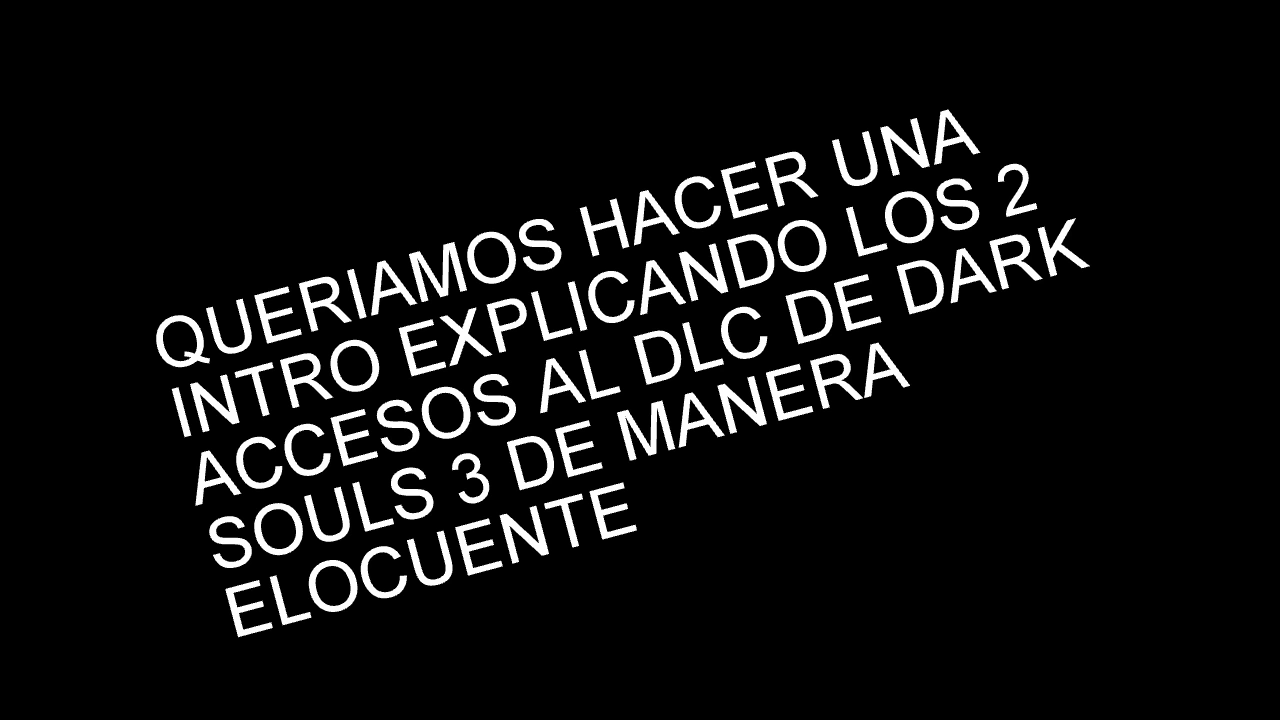 QUERIAMOS HACER UNA
INTRO EXPLICANDO LOS 2
ACCESOS AL DLC DE DARK
SOULS 3 DE MANERA
ELOCUENTE